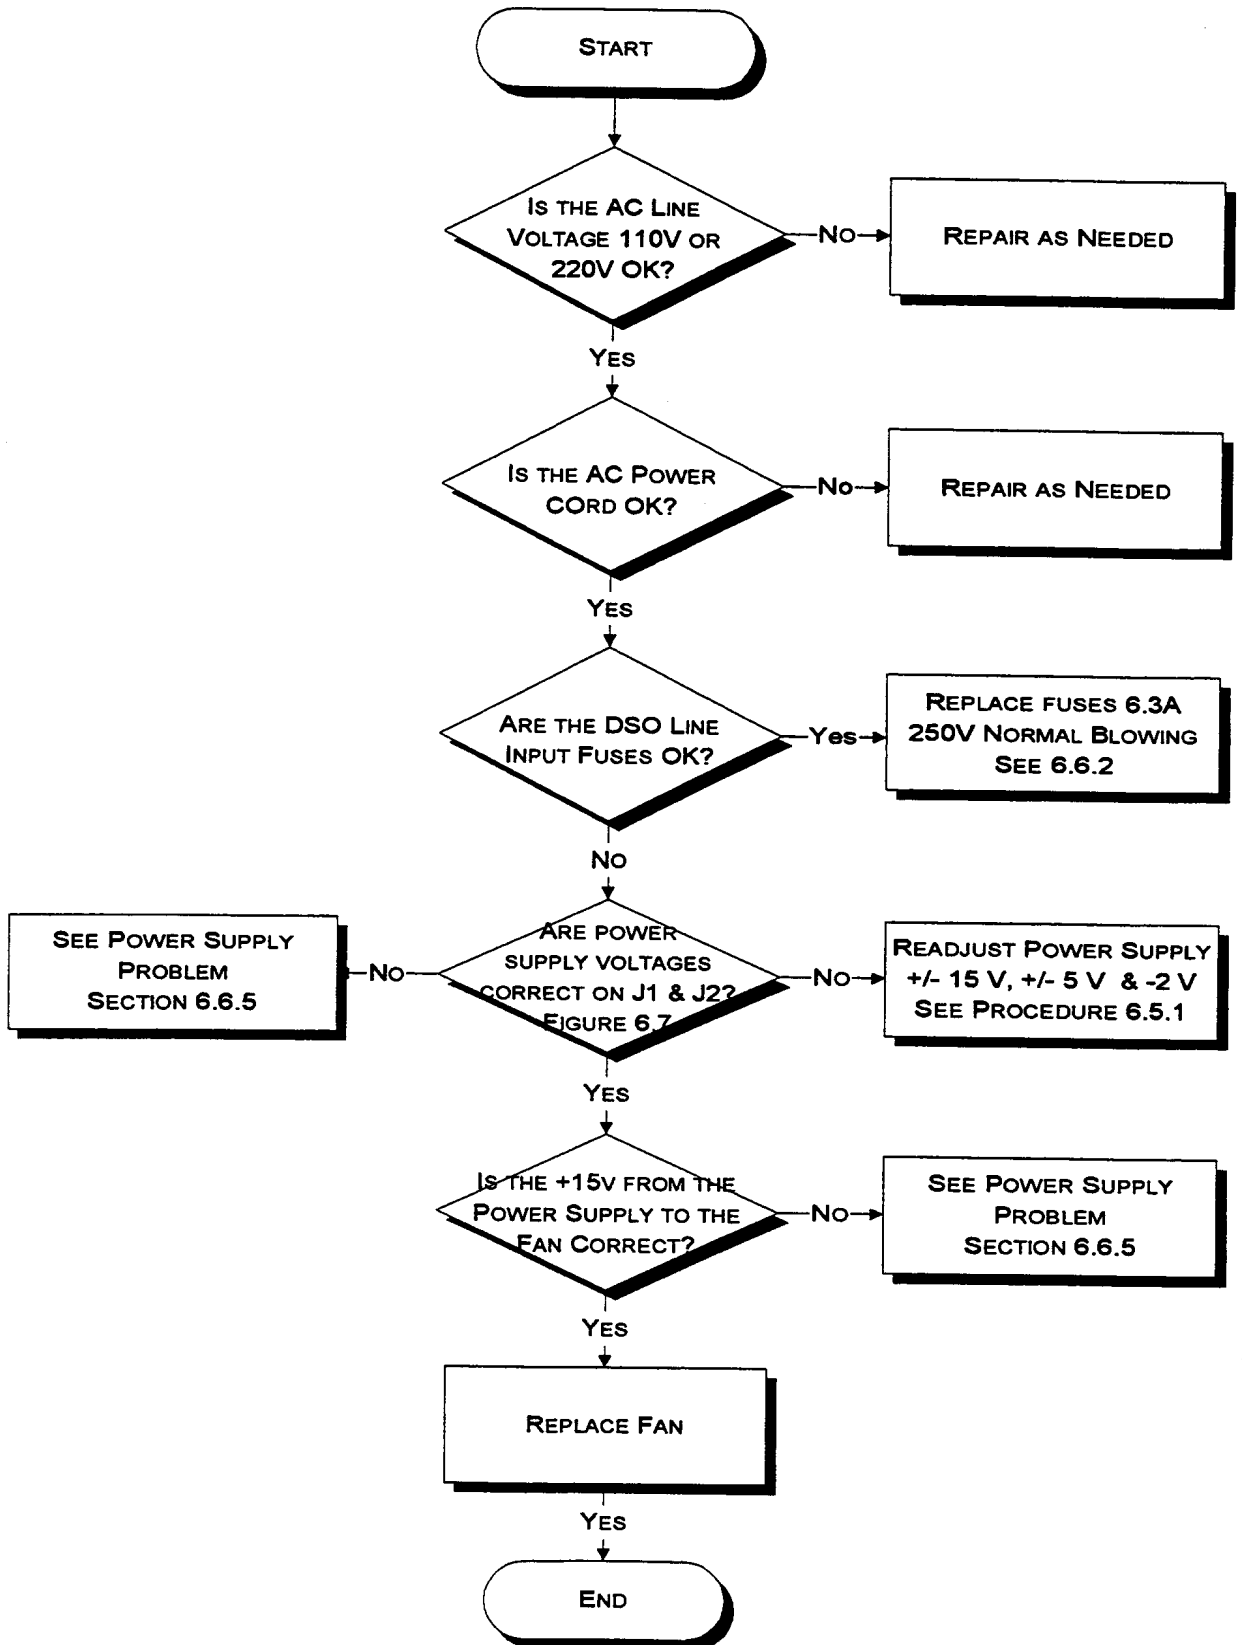 START
IS THE AC LINE
VOLTAGE 110V OR
220V OK?
NO
REPAIR AS NEEDED
YES
IS THE AC POWER
CORD OK?
NO
REPAIR AS NEEDED
YES
ARE THE DSO LINE
INPUT FUSES OK?
Yes
REPLACE FUSES 6.3A
250V NORMAL BLOWING
SEE 6.6.2
NO
SEE POWER SUPPLY
PROBLEM
SECTION 6.6.5
NO
ARE POWER
SUPPLY VOLTAGES
CORRECT ON J1 & J2?
FIGURE 6.7
NO
READJUST POWER SUPPLY
+/- 15 V, +/- 5 V & -2 V
SEE PROCEDURE 6.5.1
YES
IS THE +15V FROM THE
POWER SUPPLY TO THE
FAN CORRECT?
NO
SEE POWER SUPPLY
PROBLEM
SECTION 6.6.5
YES
REPLACE FAN
YES
END